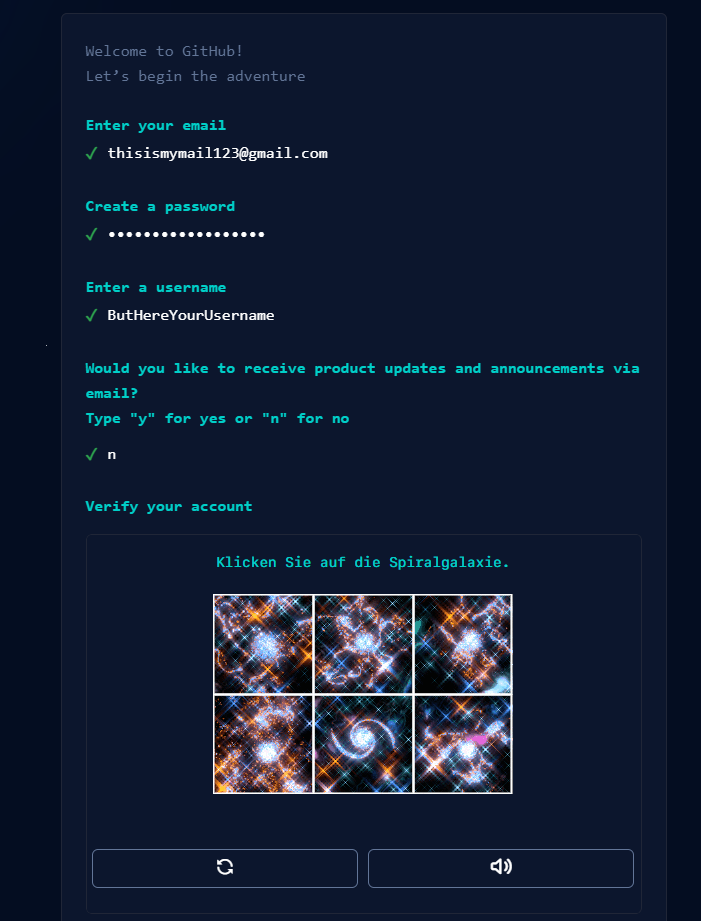 Welcome to GitHub!
Let’s begin the adventure
Enter your email
✓ thisismymail123@gmail.com
Create a password
✓ ••••••••••••••••••
Enter a username
✓ ButHereYourUsername
Would you like to receive product updates and announcements via
email?
Type "y" for yes or "n" for no
✓ n
Verify your account
Klicken Sie auf die Spiralgalaxie.